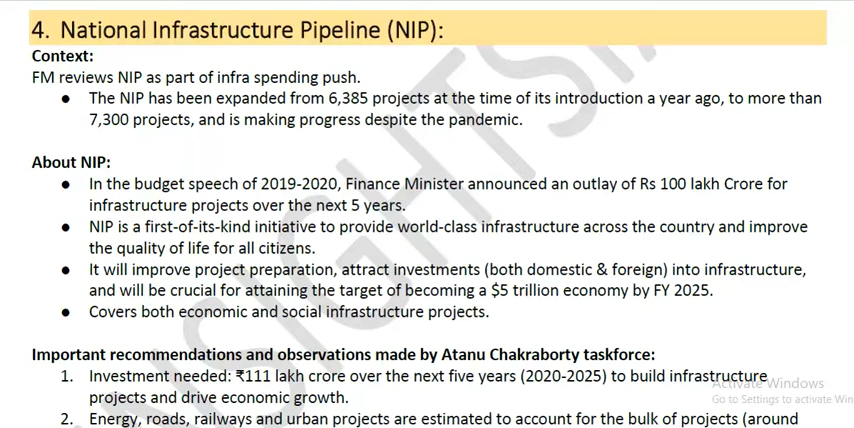 4. National Infrastructure Pipeline (NIP):
Context:
FM reviews NIP as part of infra spending push.
● The NIP has been expanded from 6,385 projects at the time of its introduction a year ago, to more than
7,300 projects, and is making progress despite the pandemic.
About NIP:
● In the budget speech of 2019-2020, Finance Minister announced an outlay of Rs 100 lakh Crore for
infrastructure projects over the next 5 years.
● NIP is a first-of-its-kind initiative to provide world-class infrastructure across the country and improve
the quality of life for all citizens.
● It will improve project preparation, attract investments (both domestic & foreign) into infrastructure,
and will be crucial for attaining the target of becoming a $5 trillion economy by FY 2025.
● Covers both economic and social infrastructure projects.
Important recommendations and observations made by Atanu Chakraborty taskforce:
1. Investment needed: ₹111 lakh crore over the next five years (2020-2025) to build infrastructure
projects and drive economic growth.
2. Energy, roads, railways and urban projects are estimated to account for the bulk of projects (around
INSIGHTSI
Activate Windows
Go to Settings to activate Win